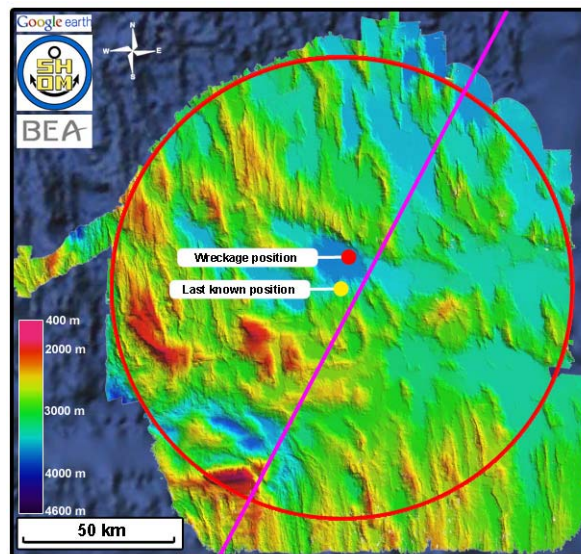 Google earth
N
W E
S
SH
OM
BEA
Wreckage position
Last known position
400 m
2000 m
3000 m
4000 m
4600 m
50 km